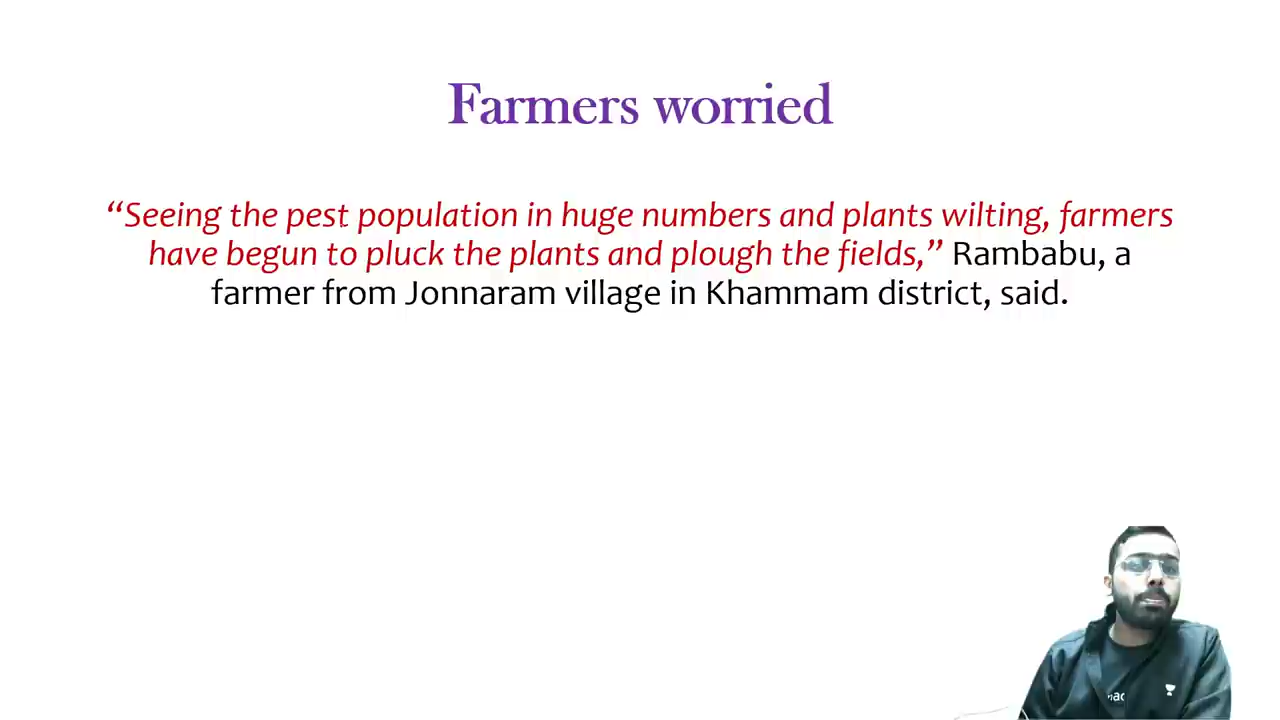 Farmers worried
“Seeing the pest population in huge numbers and plants wilting, farmers
have begun to pluck the plants and plough the fields,” Rambabu, a
farmer from Jonnaram village in Khammam district, said.